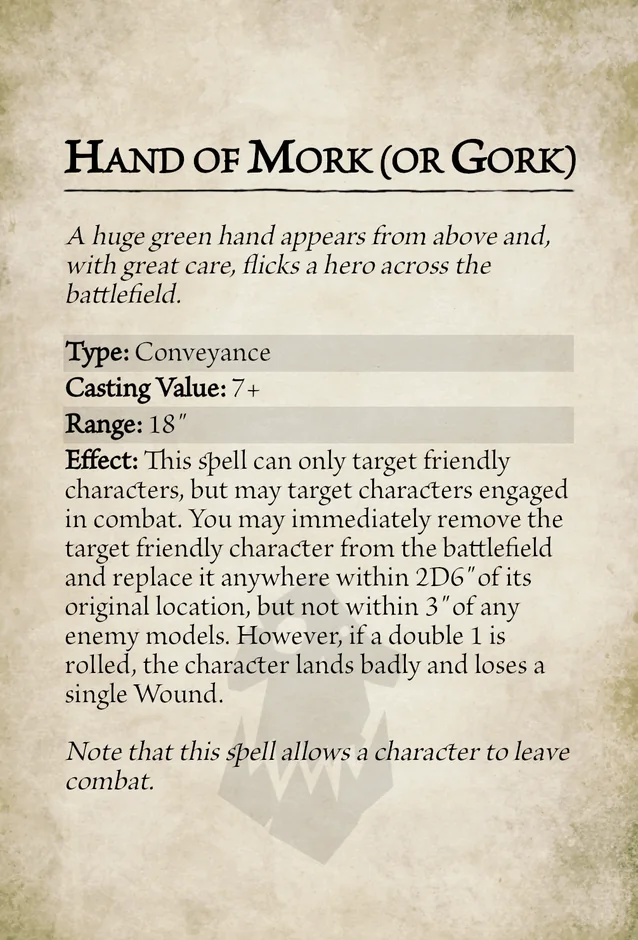 HAND OF MORK (OR GORK)
A huge green hand appears from above and,
with great care, flicks a hero across the
battlefield.
Type: Conveyance
Casting Value: 7+
Range: 18"
Effect: This spell can only target friendly
characters, but may target characters engaged
in combat. You may immediately remove the
target friendly character from the battlefield
and replace it anywhere within 2D6" of its
original location, but not within 3" of any
enemy models. However, if a double 1 is
rolled, the character lands badly and loses a
single Wound.
Note that this spell allows a character to leave
combat.